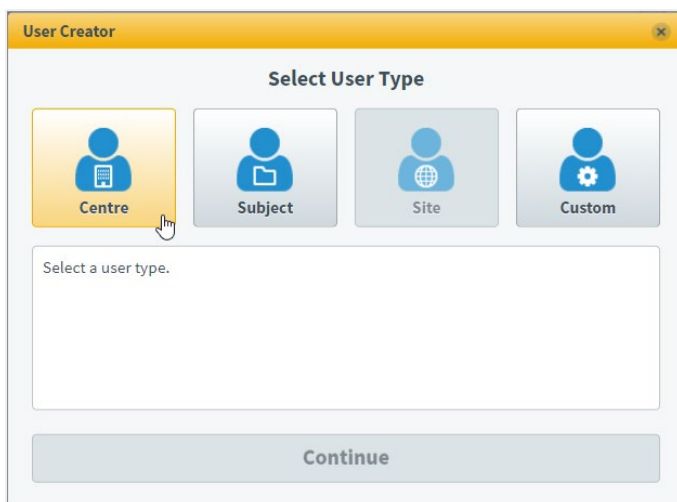 User Creator
Select User Type
Centre
Subject
Site
Custom
Select a user type.
Continue